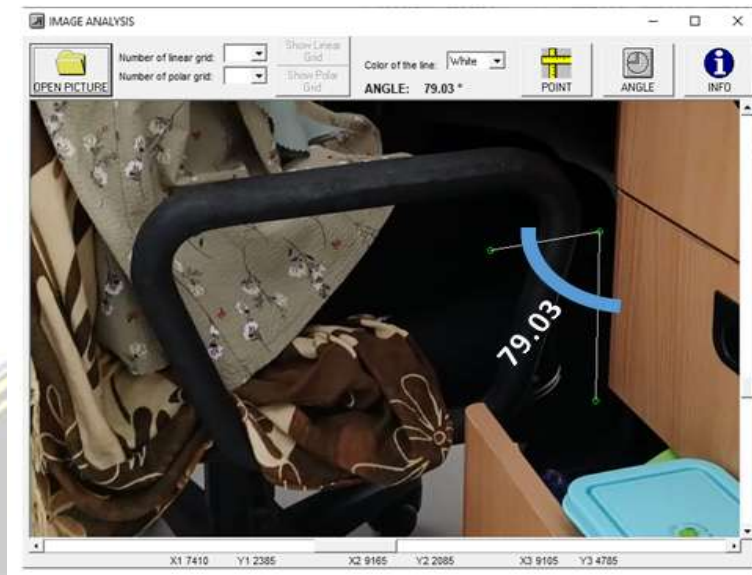 IMAGE ANALYSIS
OPEN PICTURE
Number of linear grid:
Number of polar grid:
Show Linear
Grid
Show Polar
Grid
Color of the line: White
ANGLE: 79.03 °
POINT
ANGLE
INFO
79.03
X1 7410 Y1 2385 X2 9165 Y2 2085 X3 9105 Y3 4785